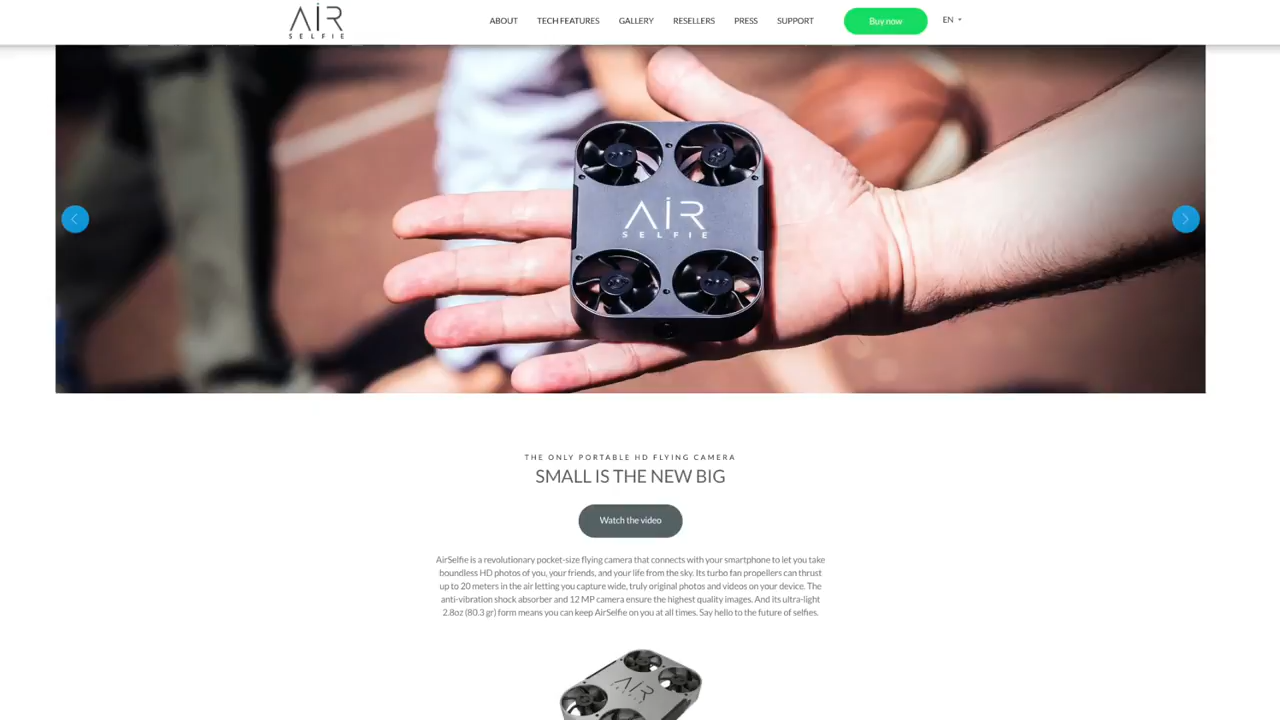 AIR
SELFIE
ABOUT TECH FEATURES GALLERY RESELLERS PRESS SUPPORT Buy now EN
AIR
SELFIE
THE ONLY PORTABLE HD FLYING CAMERA
SMALL IS THE NEW BIG
Watch the video
AirSelfie is a revolutionary pocket-size flying camera that connects with your smartphone to let you take
boundless HD photos of you, your friends, and your life from the sky. Its turbo fan propellers can thrust
up to 20 meters in the air letting you capture wide, truly original photos and videos on your device. The
anti-vibration shock absorber and 12 MP camera ensure the highest quality images. And its ultra-light
2.8oz (80.3 gr) form means you can keep AirSelfie on you at all times. Say hello to the future of selfies.
AIR
SELFIE